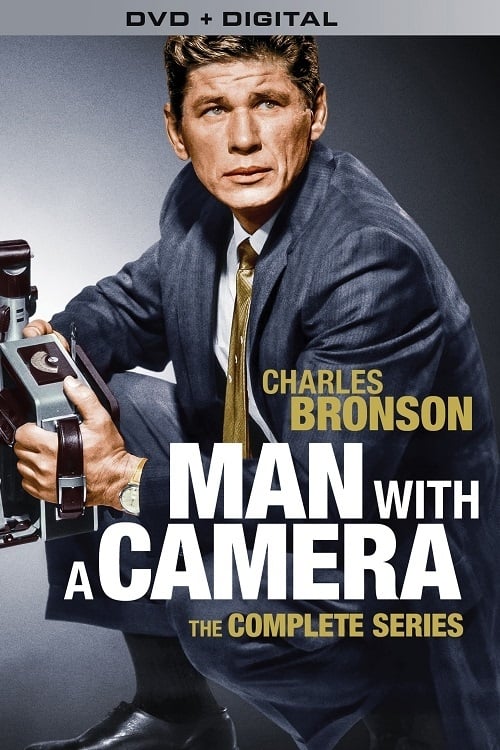 DVD + DIGITAL
CHARLES
BRONSON
MAN WITH
A CAMERA
THE COMPLETE SERIES